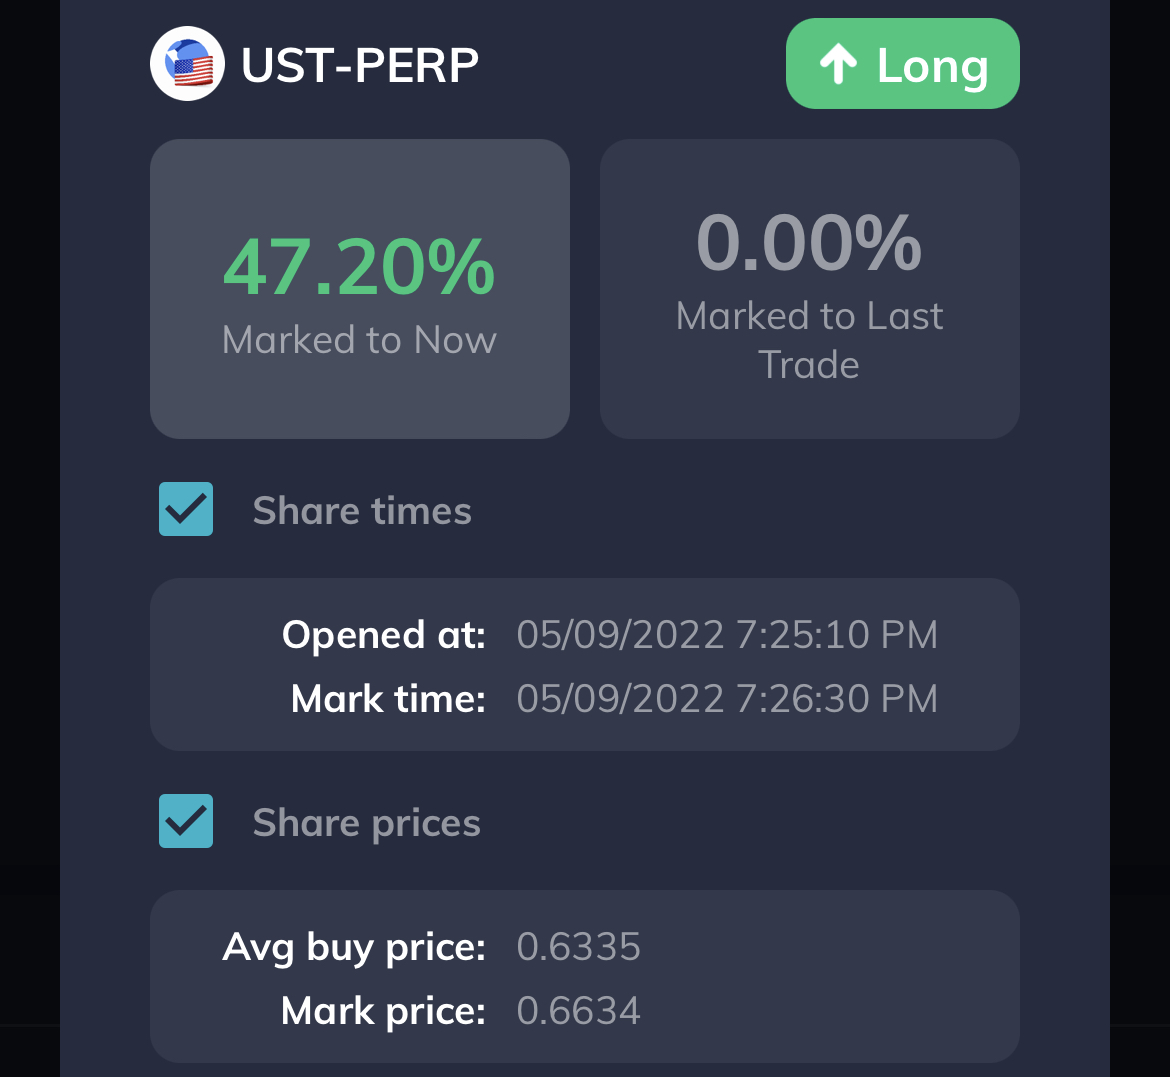 UST-PERP
Long
47.20%
Marked to Now
0.00%
Marked to Last
Trade
Share times
Opened at: 05/09/2022 7:25:10 PM
Mark time: 05/09/2022 7:26:30 PM
Share prices
Avg buy price: 0.6335
Mark price: 0.6634